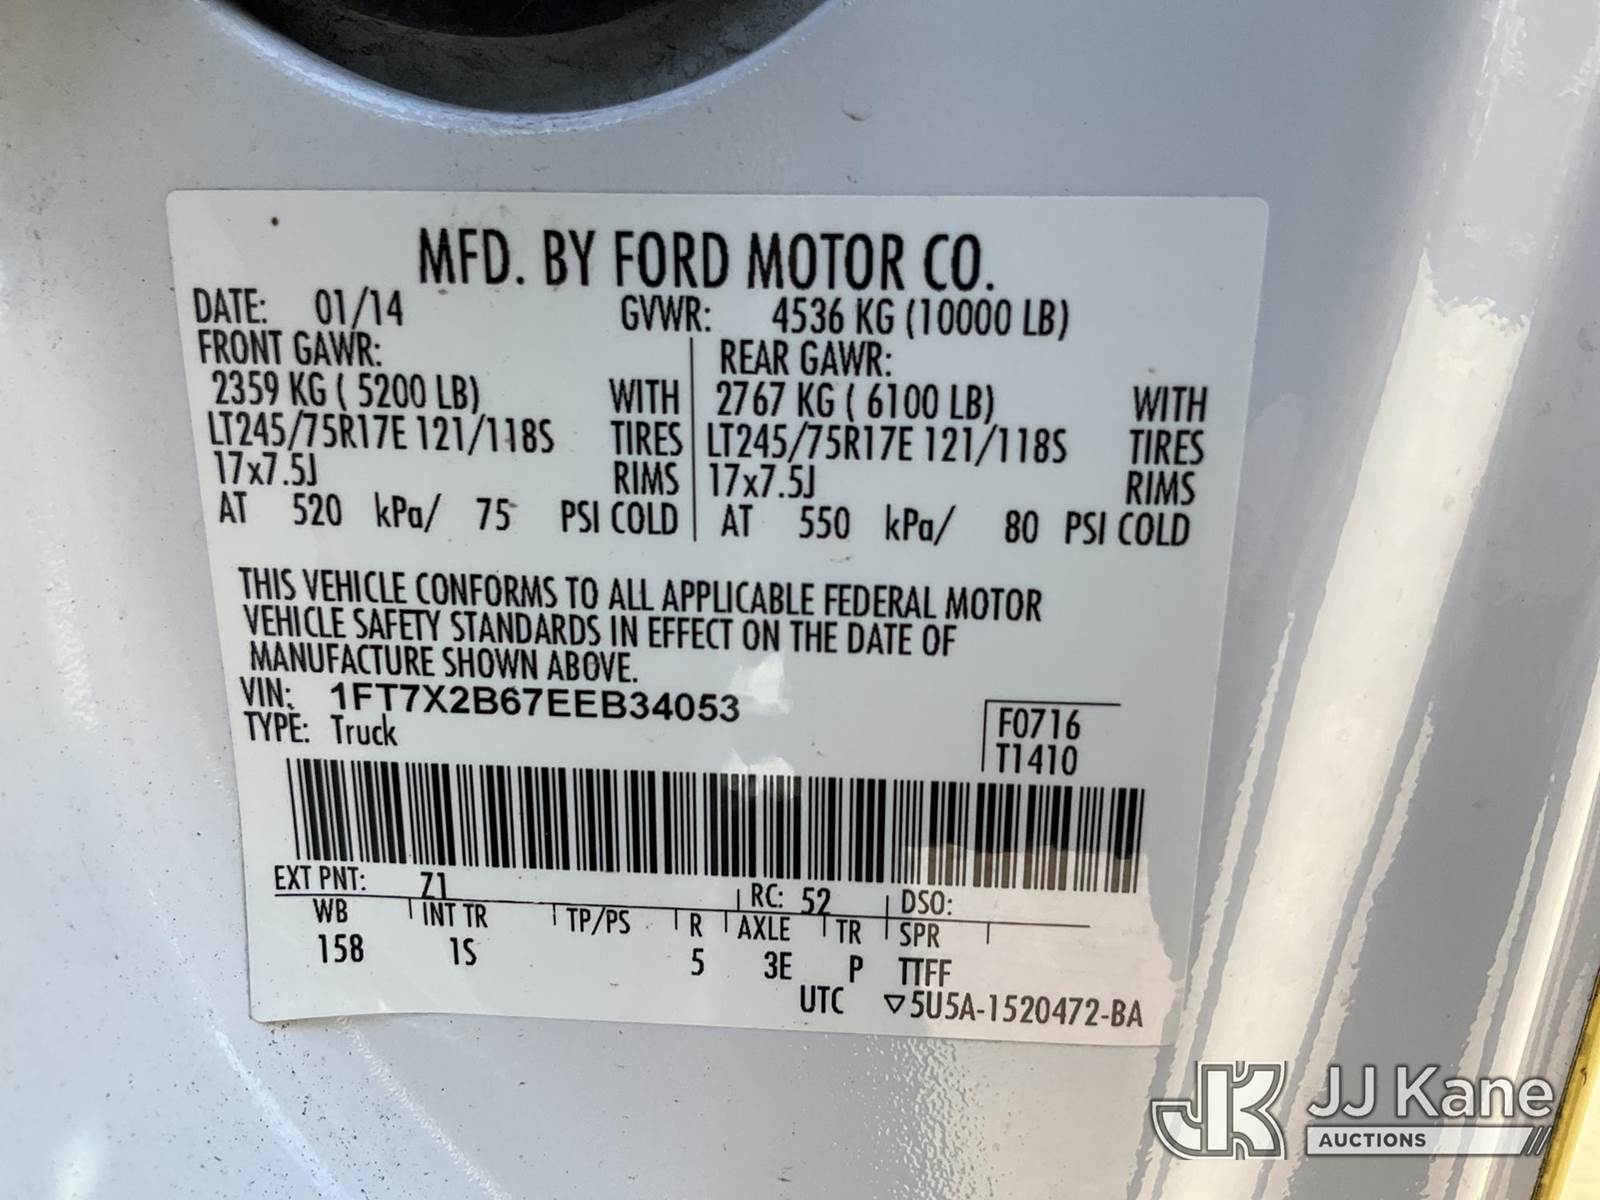 MFD. BY FORD MOTOR CO.
DATE: 01/14 GVWR: 4536 KG (10000 LB)
FRONT GAWR: REAR GAWR:
2359 KG ( 5200 LB) WITH 2767 KG ( 6100 LB) WITH
LT245/75R17E 121/118S TIRES LT245/75R17E 121/118S TIRES
17x7.5J RIMS 17x7.5J RIMS
AT 520 kPa/ 75 PSI COLD AT 550 kPa/ 80 PSI COLD
THIS VEHICLE CONFORMS TO ALL APPLICABLE FEDERAL MOTOR
VEHICLE SAFETY STANDARDS IN EFFECT ON THE DATE OF
MANUFACTURE SHOWN ABOVE.
VIN: 1FT7X2B67EEB34053
TYPE: Truck
F0716
T1410
EXT PNT: Z1 RC: 52 DSO:
WB INT TR TP/PS R AXLE TR SPR
158 1S 5 3E P TTFF
UTC ▽5U5A-1520472-BA
JK JJ Kane
AUCTIONS